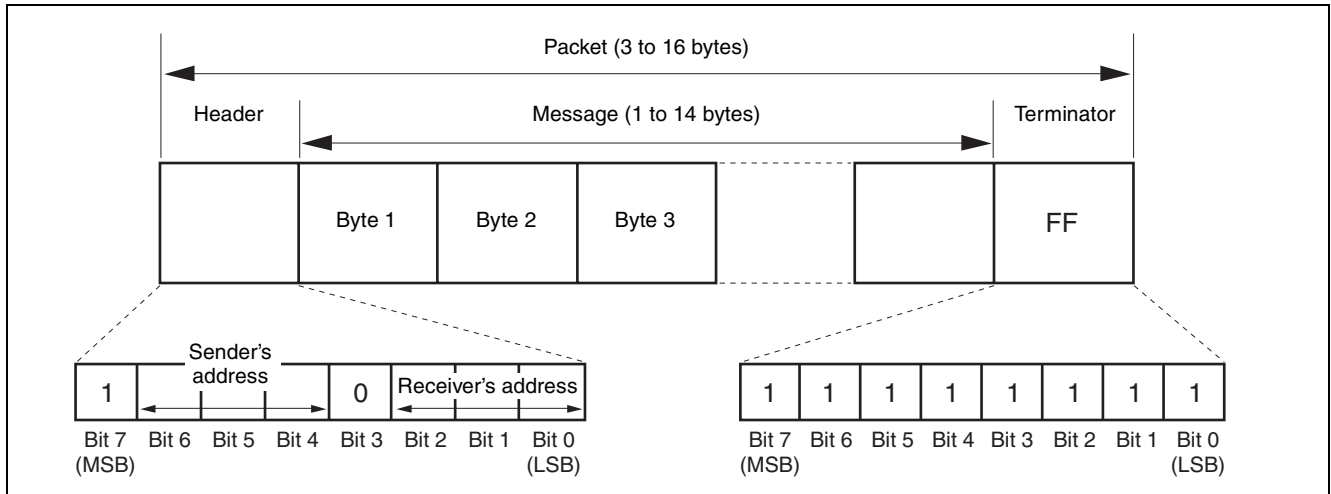 Packet (3 to 16 bytes)
Header
Message (1 to 14 bytes)
Terminator
Byte 1
Byte 2
Byte 3
FF
Sender's
address
1
0
Receiver's address
1 1 1 1 1 1 1 1
Bit 7 Bit 6 Bit 5 Bit 4 Bit 3 Bit 2 Bit 1 Bit 0
(MSB) (LSB)
Bit 7 Bit 6 Bit 5 Bit 4 Bit 3 Bit 2 Bit 1 Bit 0
(MSB) (LSB)